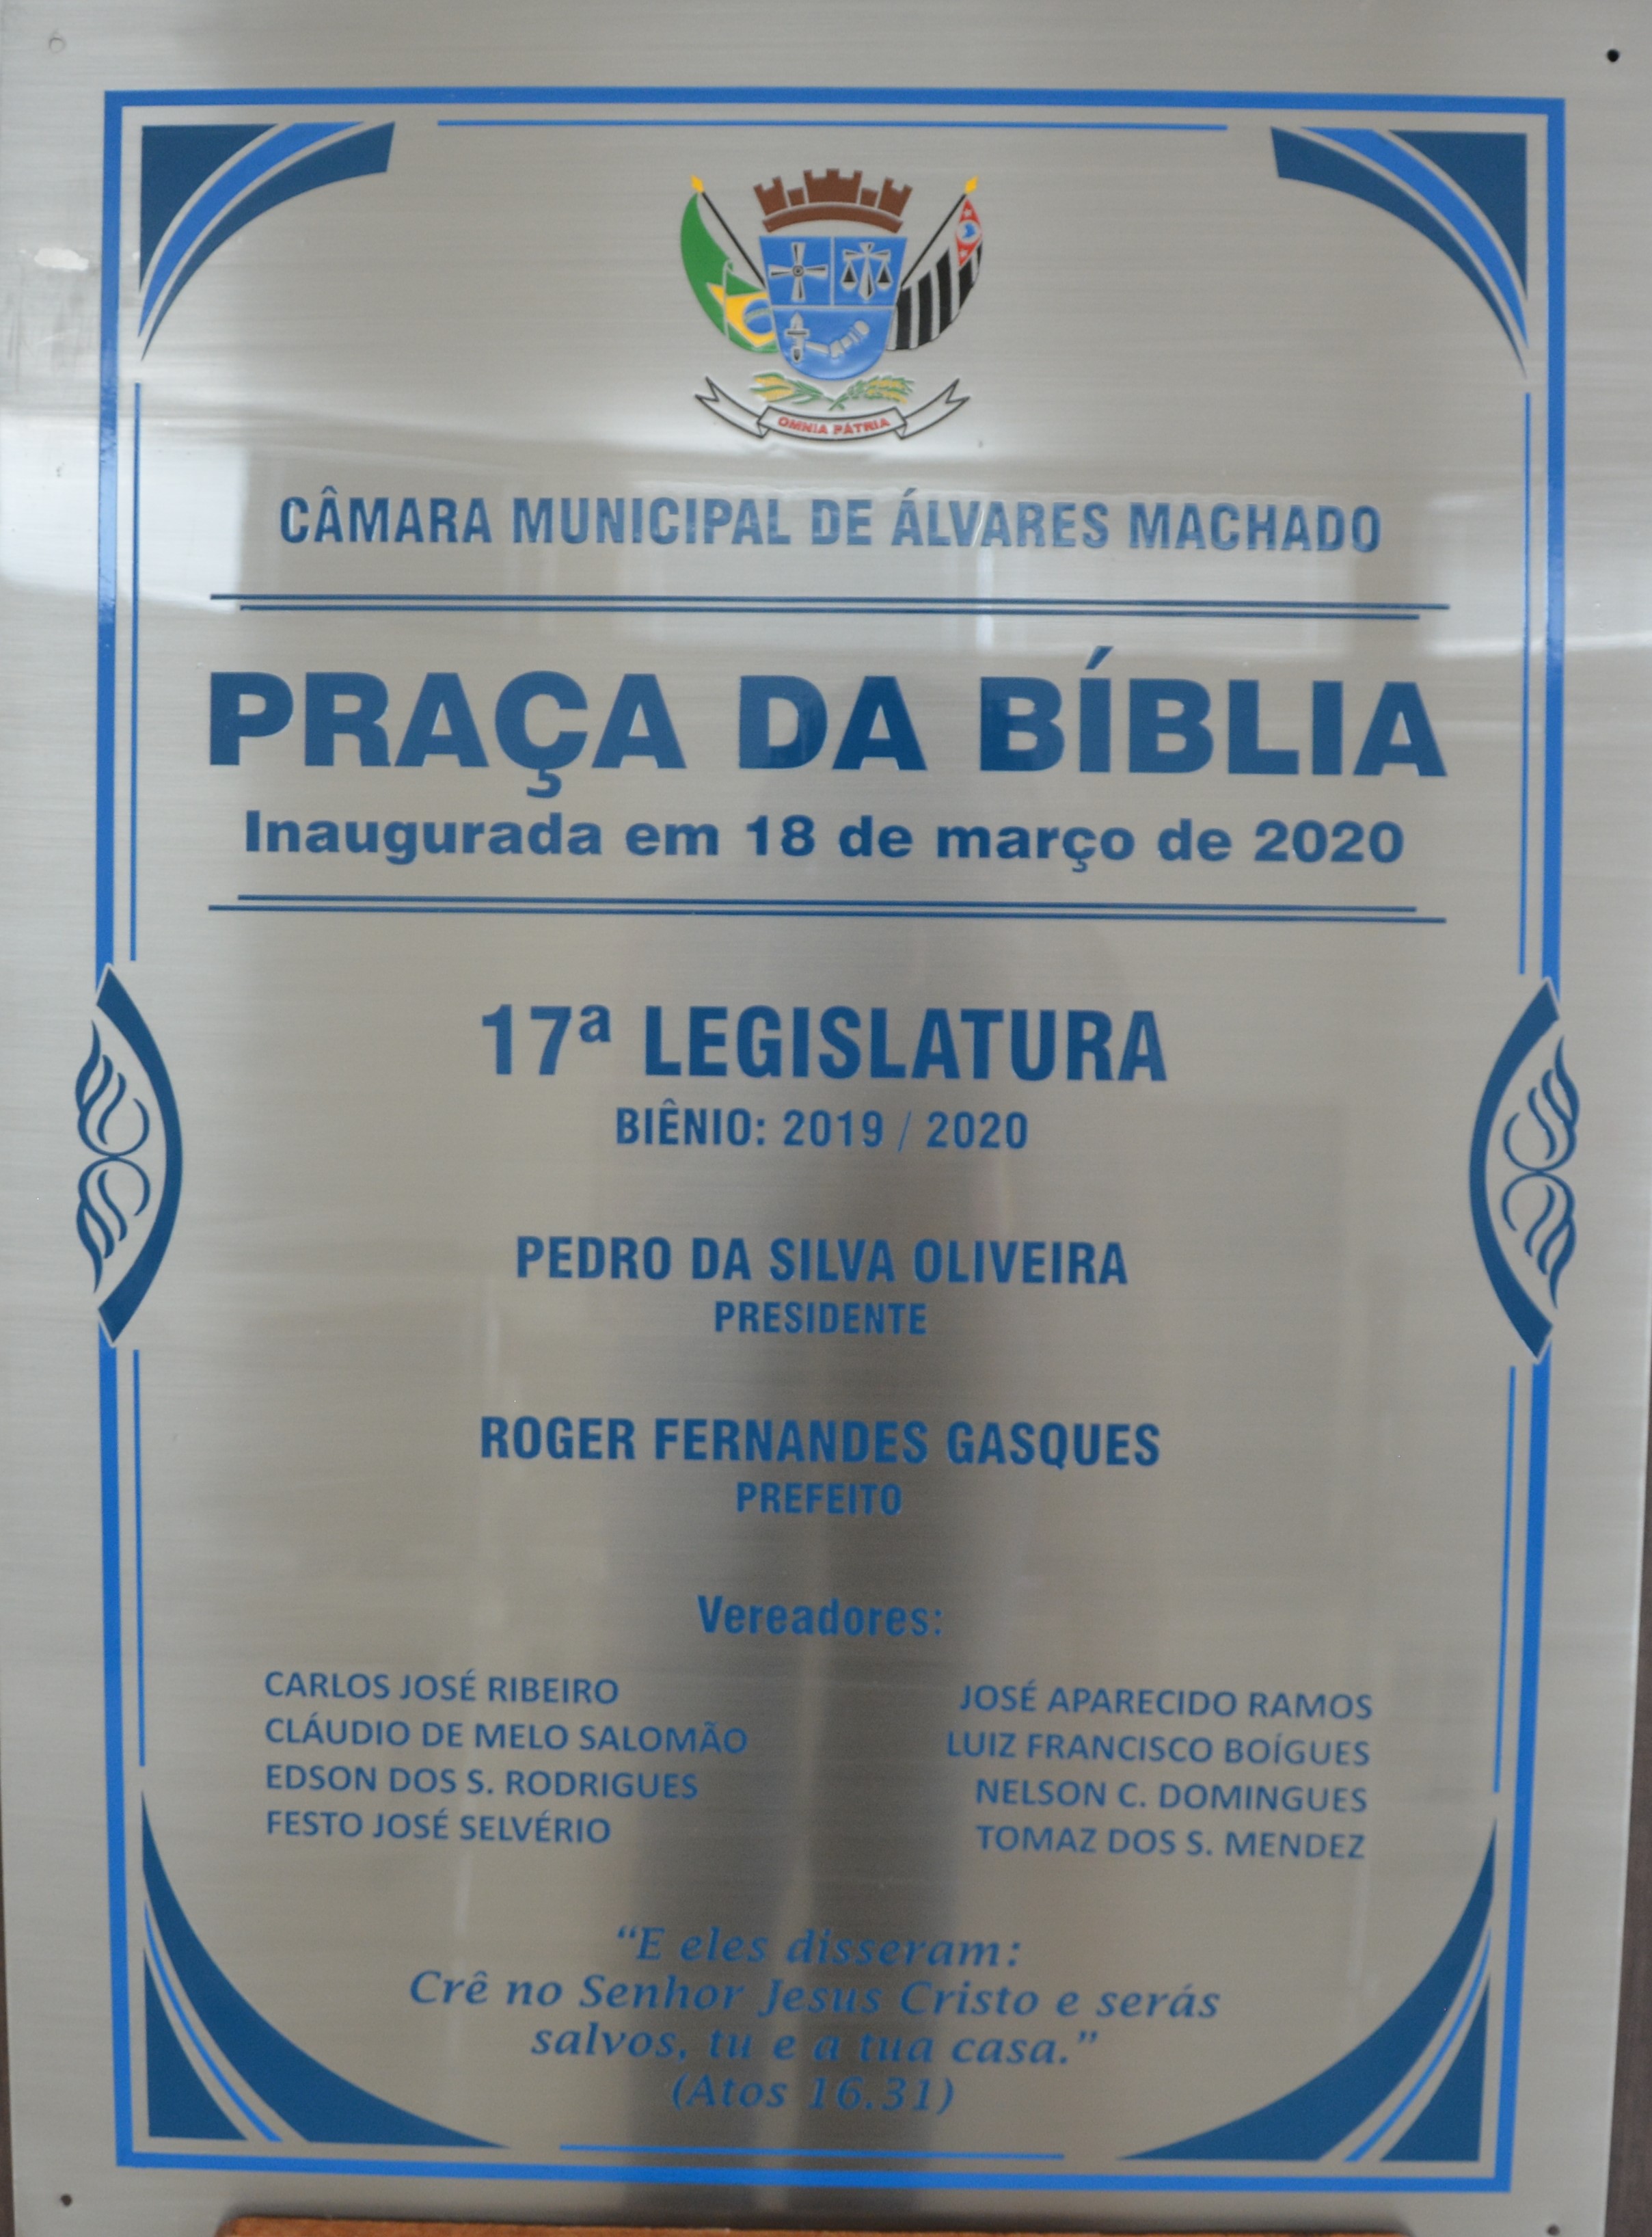 OMNIA PÁTRIA
CÂMARA MUNICIPAL DE ÁLVARES MACHADO
PRAÇA DA BÍBLIA
Inaugurada em 18 de março de 2020
17ª LEGISLATURA
BIÊNIO: 2019 / 2020
PEDRO DA SILVA OLIVEIRA
PRESIDENTE
ROGER FERNANDES GASQUES
PREFEITO
Vereadores:
CARLOS JOSÉ RIBEIRO
CLÁUDIO DE MELO SALOMÃO
EDSON DOS S. RODRIGUES
FESTO JOSÉ SELVÉRIO
JOSÉ APARECIDO RAMOS
LUIZ FRANCISCO BOÍGUES
NELSON C. DOMINGUES
TOMAZ DOS S. MENDEZ
“E eles disseram:
Crê no Senhor Jesus Cristo e serás
salvos, tu e a tua casa.”
(Atos 16.31)